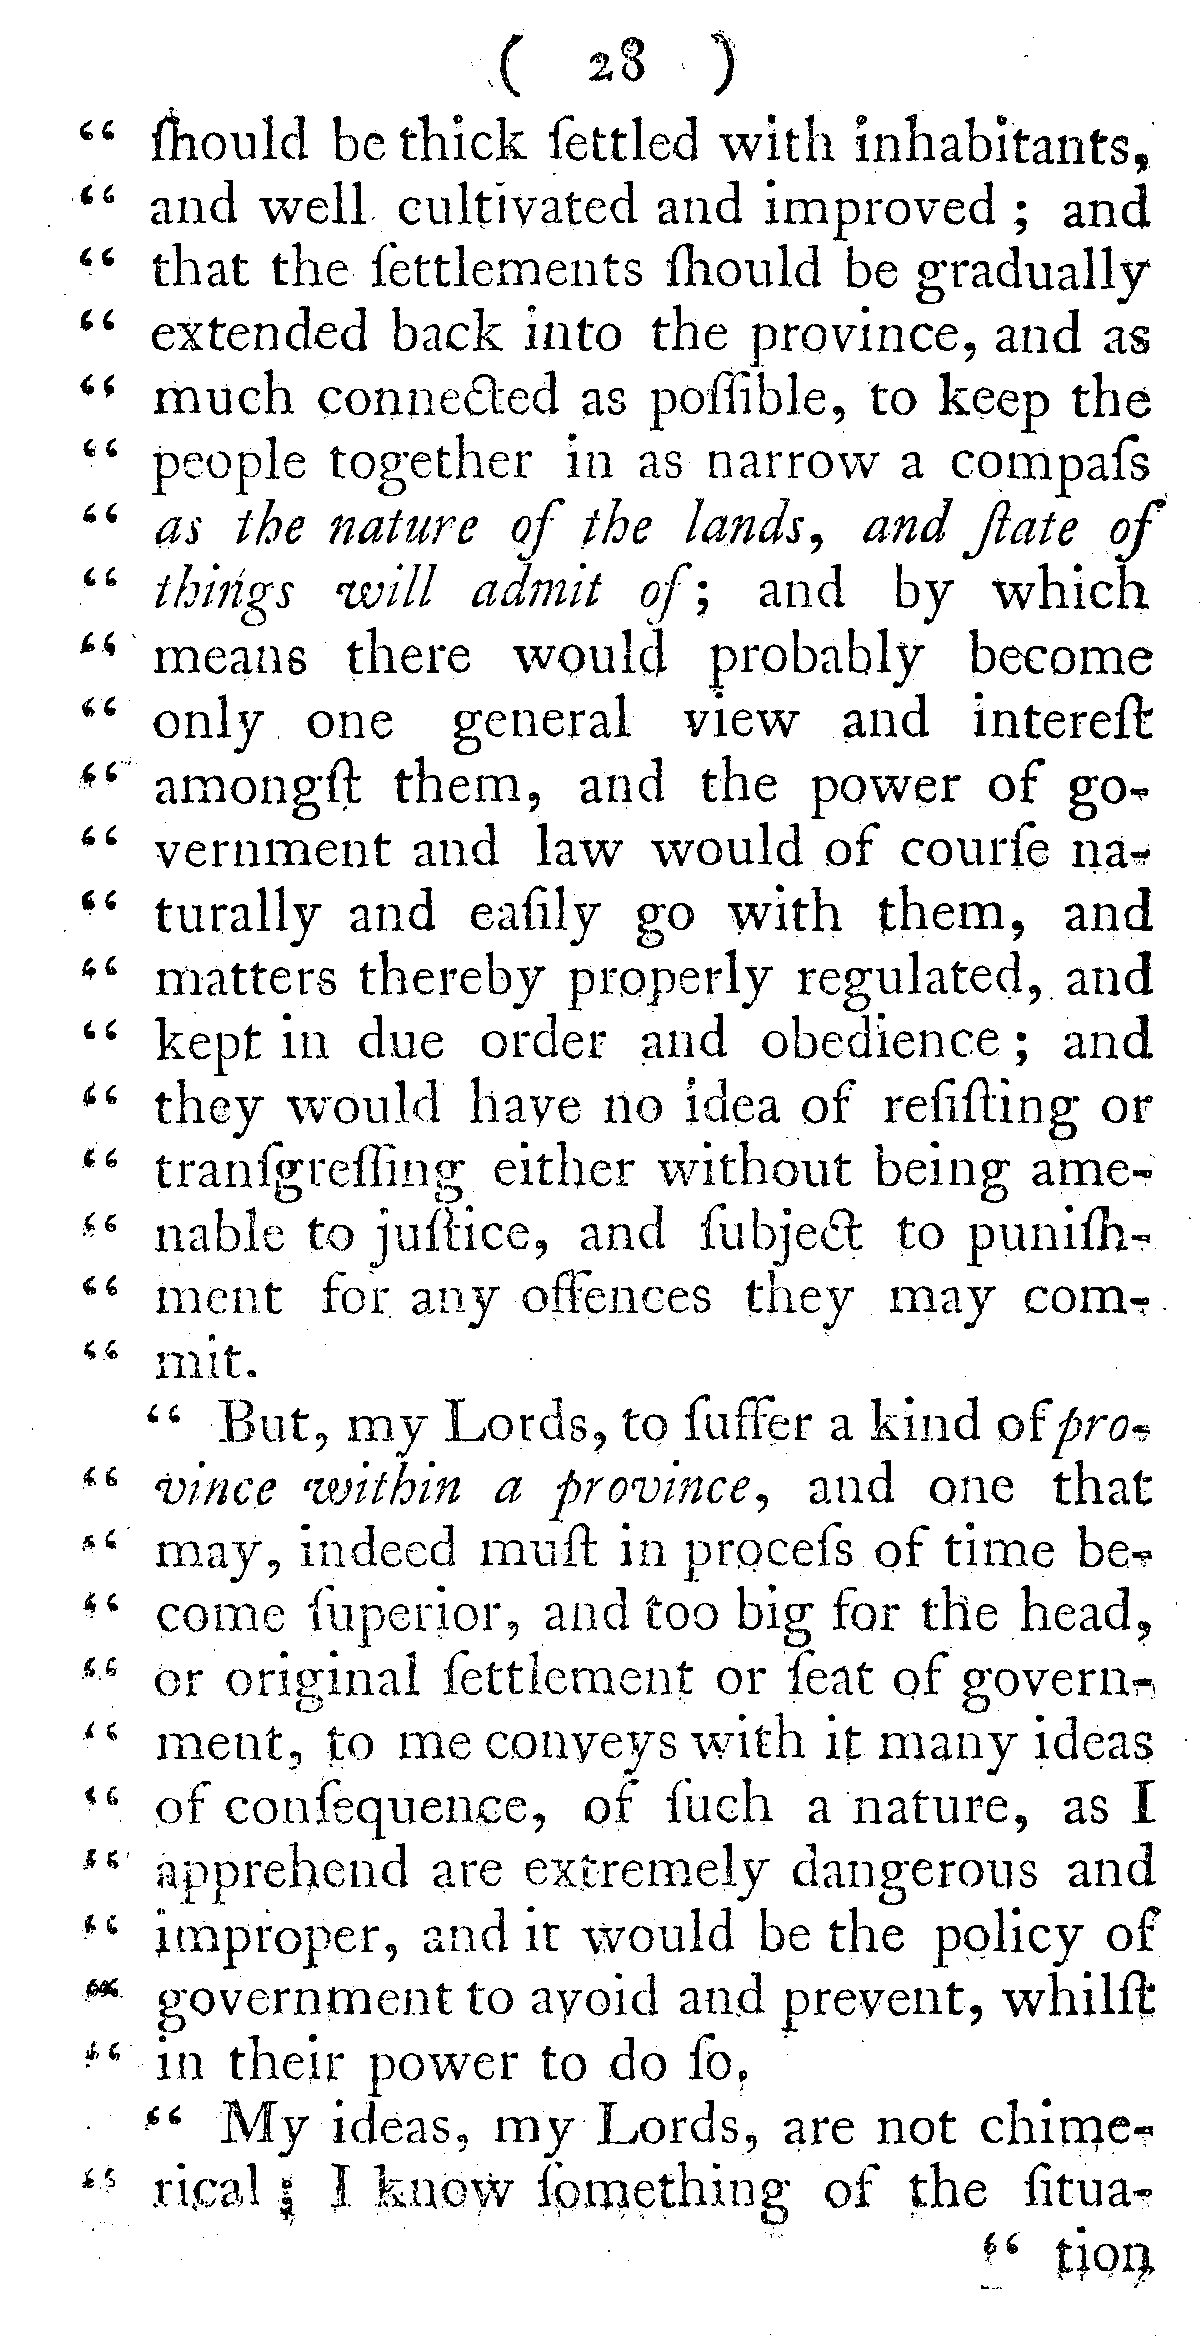 ( 28 )
“ ſhould be thick ſettled with inhabitants,
“ and well cultivated and improved ; and
“ that the ſettlements ſhould be gradually
“ extended back into the province, and as
“ much connected as poſſible, to keep the
“ people together in as narrow a compaſs
“ as the nature of the lands, and ſtate of
“ things will admit of ; and by which
“ means there would probably become
“ only one general view and intereſt
“ amongſt them, and the power of go-
“ vernment and law would of courſe na-
“ turally and eaſily go with them, and
“ matters thereby properly regulated, and
“ kept in due order and obedience ; and
“ they would have no idea of reſiſting or
“ tranſgreſſing either without being ame-
“ nable to juſtice, and ſubject to puniſh-
“ ment for any offences they may com-
“ mit.
“ But, my Lords, to ſuffer a kind of pro-
“ vince within a province, and one that
“ may, indeed muſt in proceſs of time be-
“ come ſuperior, and too big for the head,
“ or original ſettlement or ſeat of govern-
“ ment, to me conveys with it many ideas
“ of conſequence, of ſuch a nature, as I
“ apprehend are extremely dangerous and
“ improper, and it would be the policy of
“ government to avoid and prevent, whilſt
“ in their power to do ſo.
“ My ideas, my Lords, are not chime-
“ rical ; I know ſomething of the ſitua-
“ tion